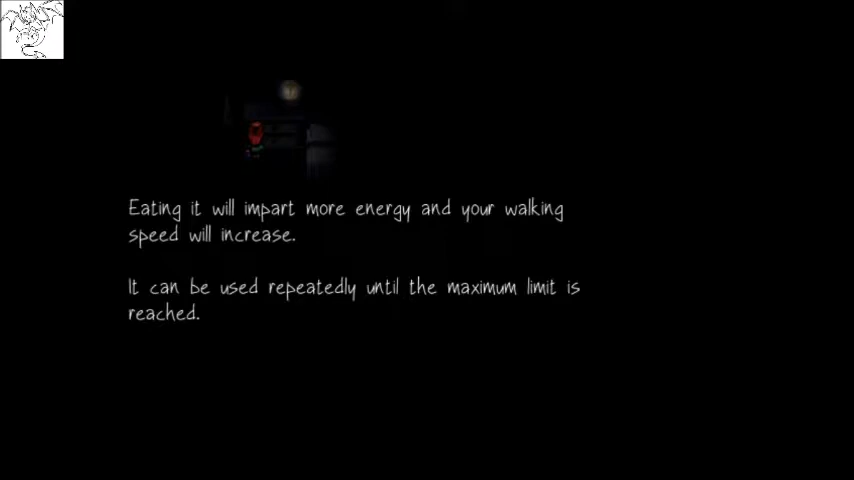 Eating it will impart more energy and your walking
speed will increase.
It can be used repeatedly until the maximum limit is
reached.